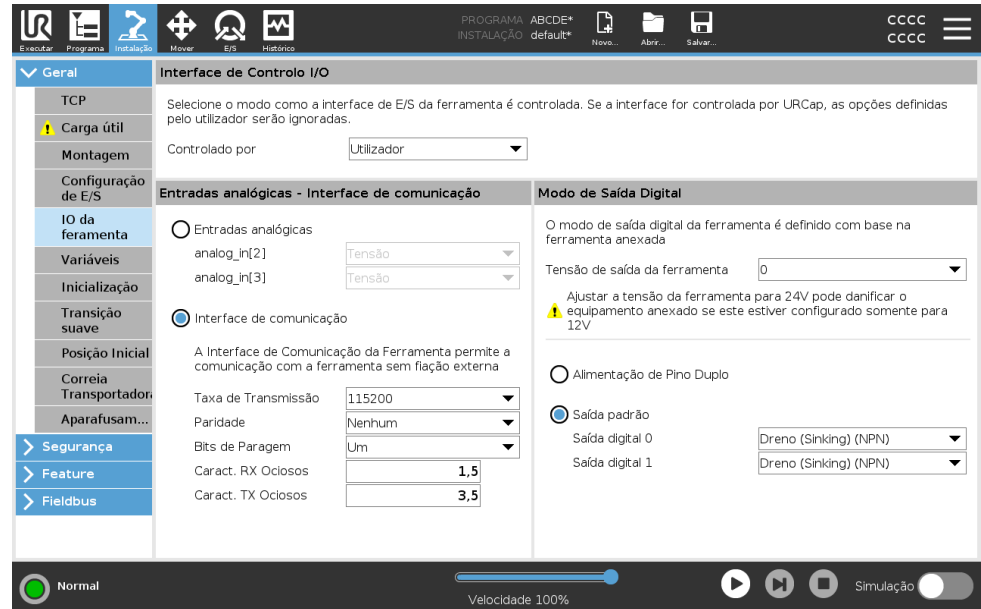 Executar
Programa
Instalação
Mover
E/S
Histórico
PROGRAMA ABCDE*
INSTALAÇÃO default*
Novo...
Abrir...
Salvar...
CCCC
CCCC
Geral
TCP
Carga útil
Montagem
Configuração
de E/S
IO da
feramenta
Variáveis
Inicialização
Transição
suave
Posição Inicial
Correia
Transportador
Aparafusam...
Segurança
Feature
Fieldbus
Interface de Controlo I/O
Selecione o modo como a interface de E/S da ferramenta é controlada. Se a interface for controlada por URCap, as opções definidas
pelo utilizador serão ignoradas.
Controlado por
Utilizador
Entradas analógicas - Interface de comunicação
Entradas analógicas
analog_in[2]
Tensão
analog_in[3]
Tensão
Interface de comunicação
A Interface de Comunicação da Ferramenta permite a
comunicação com a ferramenta sem fiação externa
Taxa de Transmissão
115200
Paridade
Nenhum
Bits de Paragem
Um
Caract. RX Ociosos
1,5
Caract. TX Ociosos
3,5
Modo de Saída Digital
O modo de saída digital da ferramenta é definido com base na
ferramenta anexada
Tensão de saída da ferramenta
0
Ajustar a tensão da ferramenta para 24V pode danificar o
equipamento anexado se este estiver configurado somente para
12V
Alimentação de Pino Duplo
Saída padrão
Saída digital 0
Dreno (Sinking) (NPN)
Saída digital 1
Dreno (Sinking) (NPN)
Normal
Velocidade 100%
Simulação